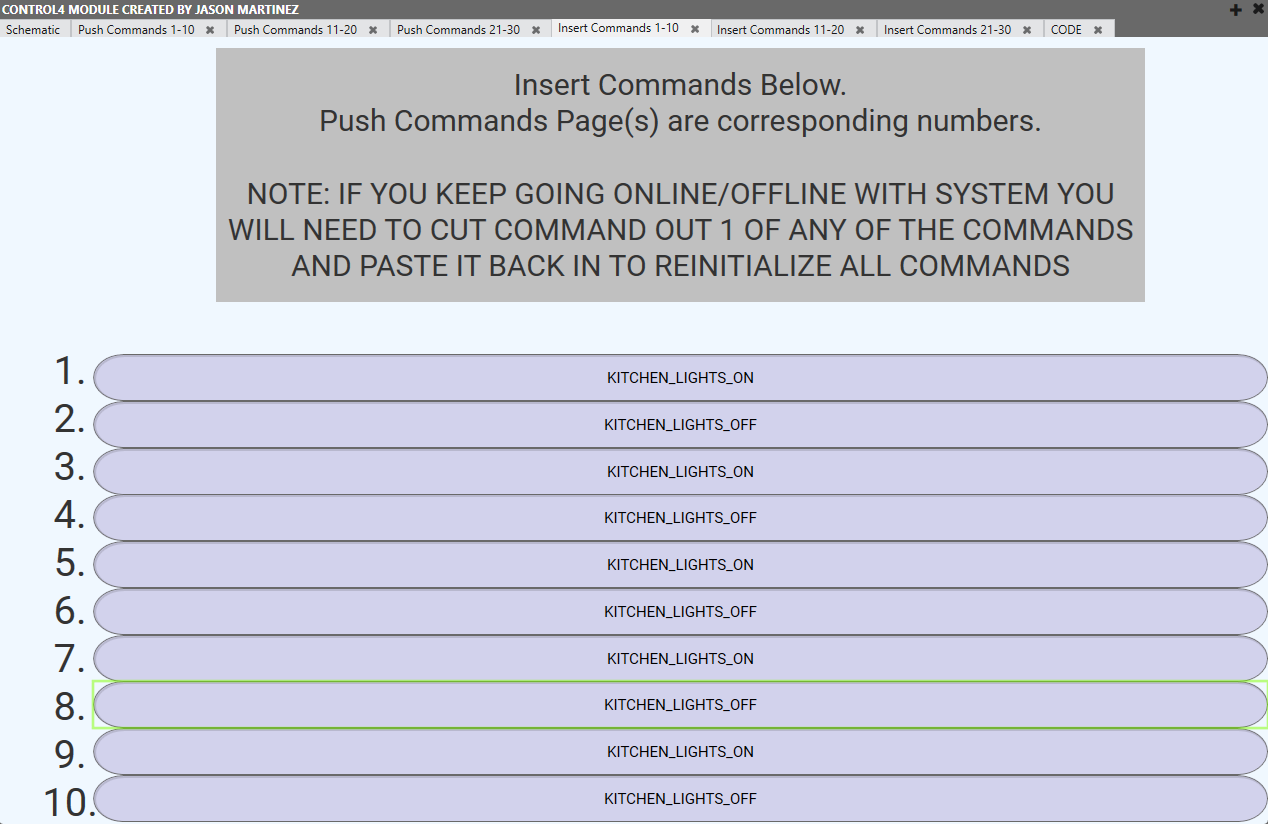 CONTROL4 MODULE CREATED BY JASON MARTINEZ
Schematic Push Commands 1-10 Push Commands 11-20 Push Commands 21-30 Insert Commands 1-10 Insert Commands 11-20 Insert Commands 21-30 CODE
Insert Commands Below.
Push Commands Page(s) are corresponding numbers.
NOTE: IF YOU KEEP GOING ONLINE/OFFLINE WITH SYSTEM YOU
WILL NEED TO CUT COMMAND OUT 1 OF ANY OF THE COMMANDS
AND PASTE IT BACK IN TO REINITIALIZE ALL COMMANDS
1. KITCHEN_LIGHTS_ON
2. KITCHEN_LIGHTS_OFF
3. KITCHEN_LIGHTS_ON
4. KITCHEN_LIGHTS_OFF
5. KITCHEN_LIGHTS_ON
6. KITCHEN_LIGHTS_OFF
7. KITCHEN_LIGHTS_ON
8. KITCHEN_LIGHTS_OFF
9. KITCHEN_LIGHTS_ON
10. KITCHEN_LIGHTS_OFF